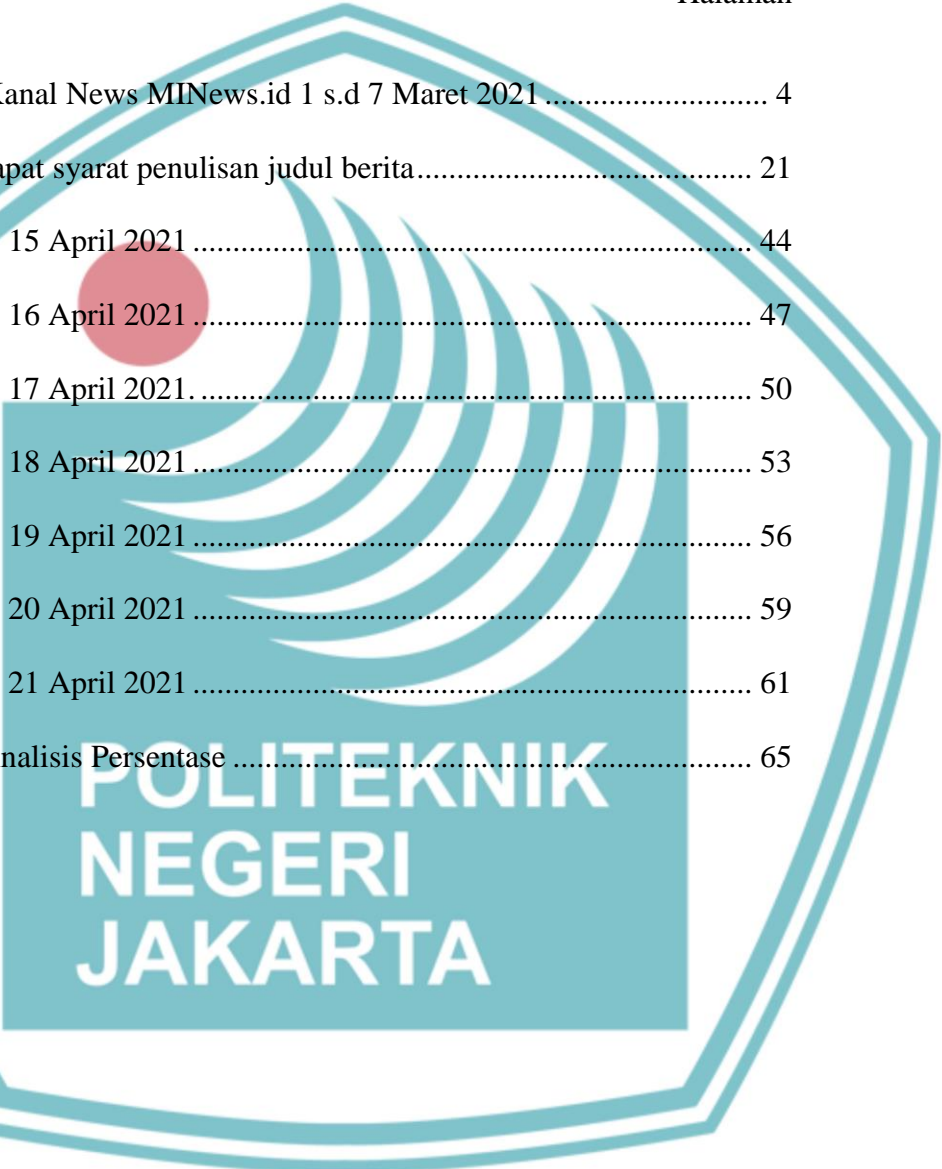 Halaman
Kanal News MINews.id 1 s.d 7 Maret 2021 ........................ 4
apat syarat penulisan judul berita.................................... 21
15 April 2021 ............................................................ 44
16 April 2021 ............................................................ 47
17 April 2021. ........................................................... 50
18 April 2021 ............................................................ 53
19 April 2021 ............................................................ 56
20 April 2021 ............................................................ 59
21 April 2021 ............................................................ 61
nalisis Persentase ........................................................ 65
POLITEKNIK
NEGERI
JAKARTA